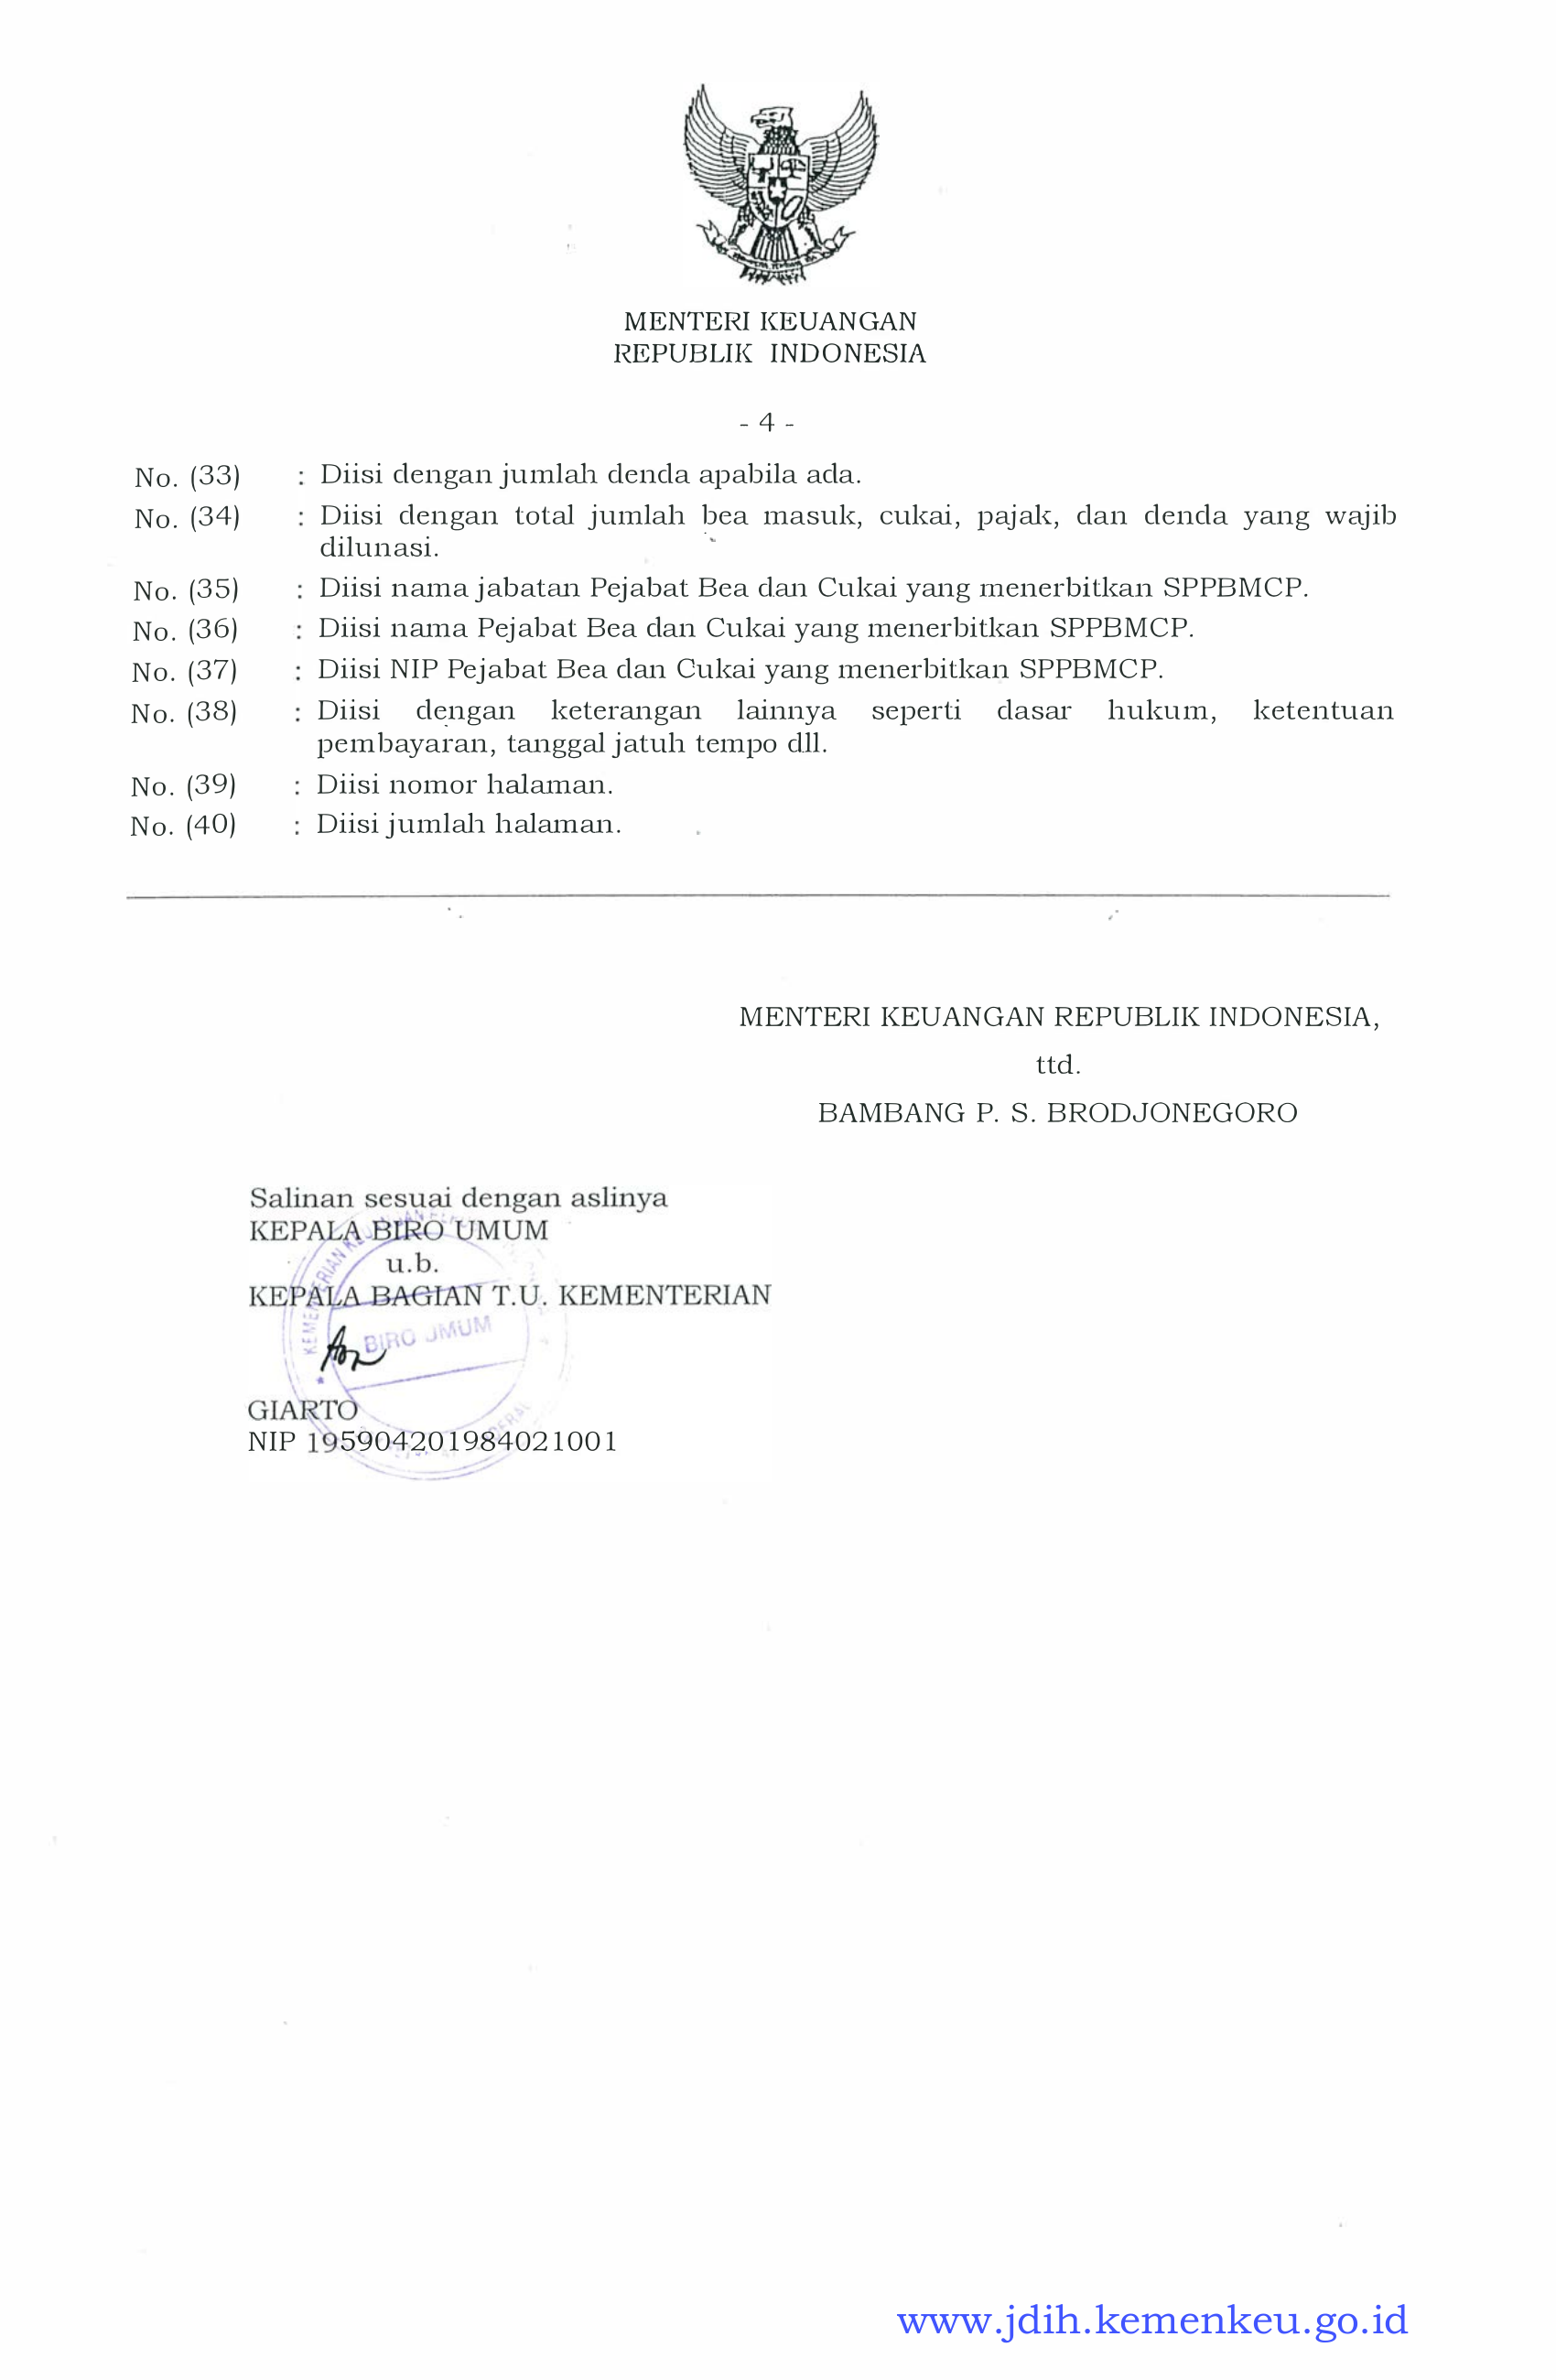 MENTERI KEUANGAN
REPUBLIK INDONESIA
- 4 -
No. (33) : Diisi dengan jumlah denda apabila ada.
No. (34) : Diisi dengan total jumlah bea masuk, cukai, pajak, dan denda yang wajib
dilunasi.
No. (35) : Diisi nama jabatan Pejabat Bea dan Cukai yang menerbitkan SPPBMCP.
No. (36) : Diisi nama Pejabat Bea dan Cukai yang menerbitkan SPPBMCP.
No. (37) : Diisi NIP Pejabat Bea dan Cukai yang menerbitkan SPPBMCP.
No. (38) : Diisi dengan keterangan lainnya seperti dasar hukum, ketentuan
pembayaran, tanggal jatuh tempo dll.
No. (39) : Diisi nomor halaman.
No. (40) : Diisi jumlah halaman.
MENTERI KEUANGAN REPUBLIK INDONESIA,
ttd.
BAMBANG P. S. BRODJONEGORO
Salinan sesuai dengan aslinya
KEPALA BIRO UMUM
u.b.
KEPALA BAGIAN T.U. KEMENTERIAN
BIRO UMUM
GIARTO
NIP 195904201984021001
www.jdih.kemenkeu.go.id